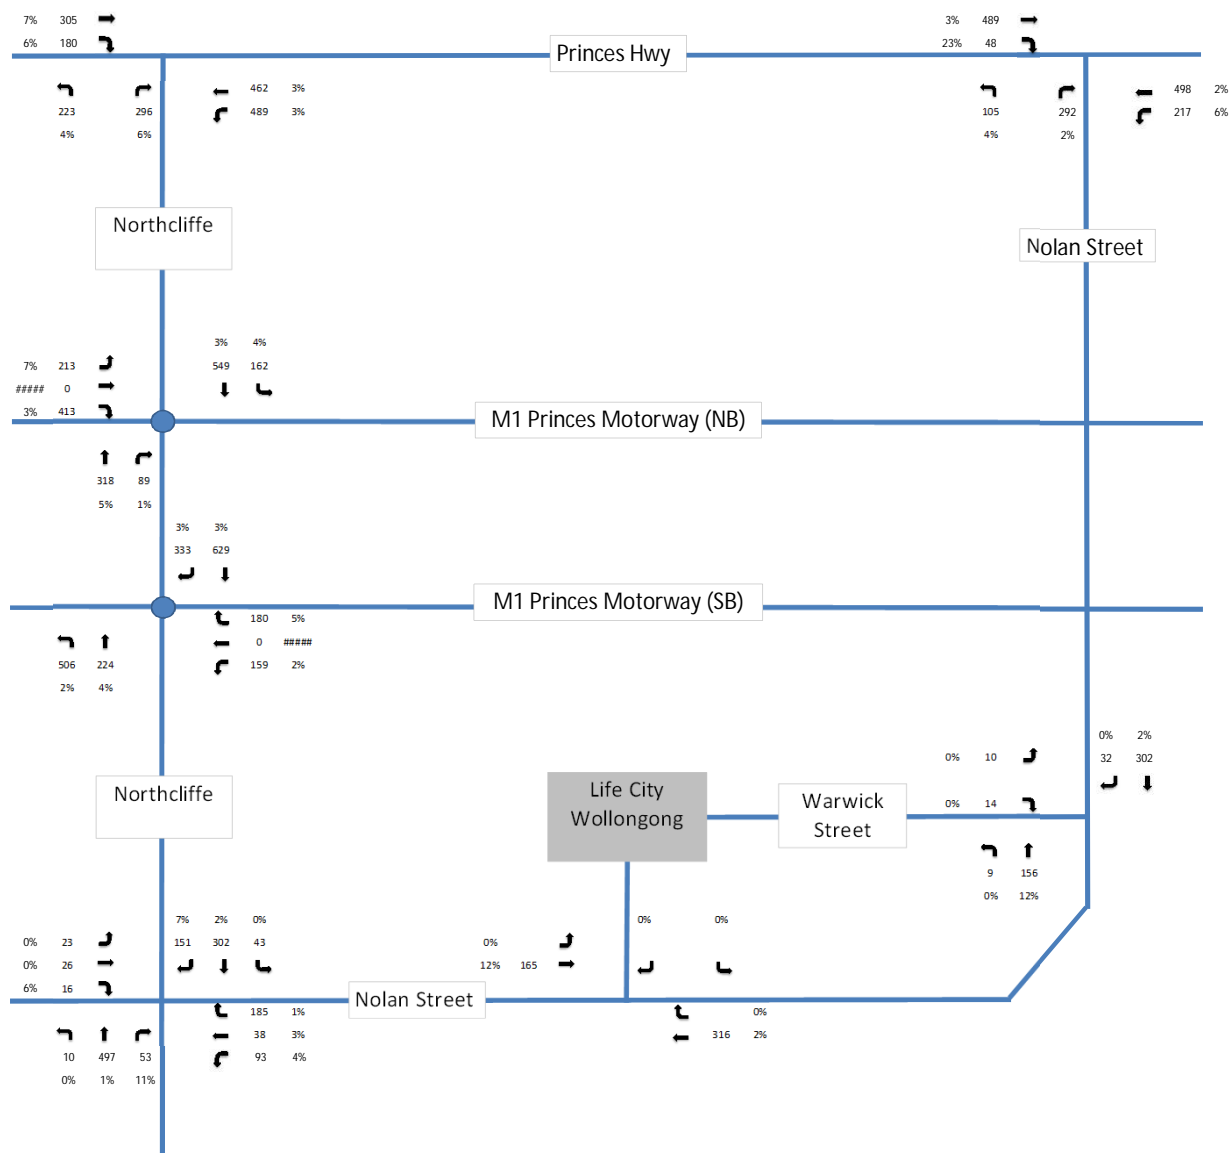 7% 305
3% 489
6% 180
23% 48
Princes Hwy
462 3%
498 2%
223 296
489 3%
105 292
217 6%
4% 6%
4% 2%
Northcliffe
Nolan Street
3% 4%
7% 213
549 162
##### 0
3% 413
M1 Princes Motorway (NB)
318 89
5% 1%
3% 3%
333 629
M1 Princes Motorway (SB)
180 5%
0 #####
506 224
159 2%
2% 4%
0% 2%
0% 10
32 302
Northcliffe
Life City
Wollongong
Warwick
Street
0% 14
9 156
0% 12%
7% 2% 0%
0% 0%
0% 23
151 302 43
0%
0% 26
12% 165
6% 16
Nolan Street
185 1%
0%
38 3%
316 2%
10 497 53
93 4%
0% 1% 11%